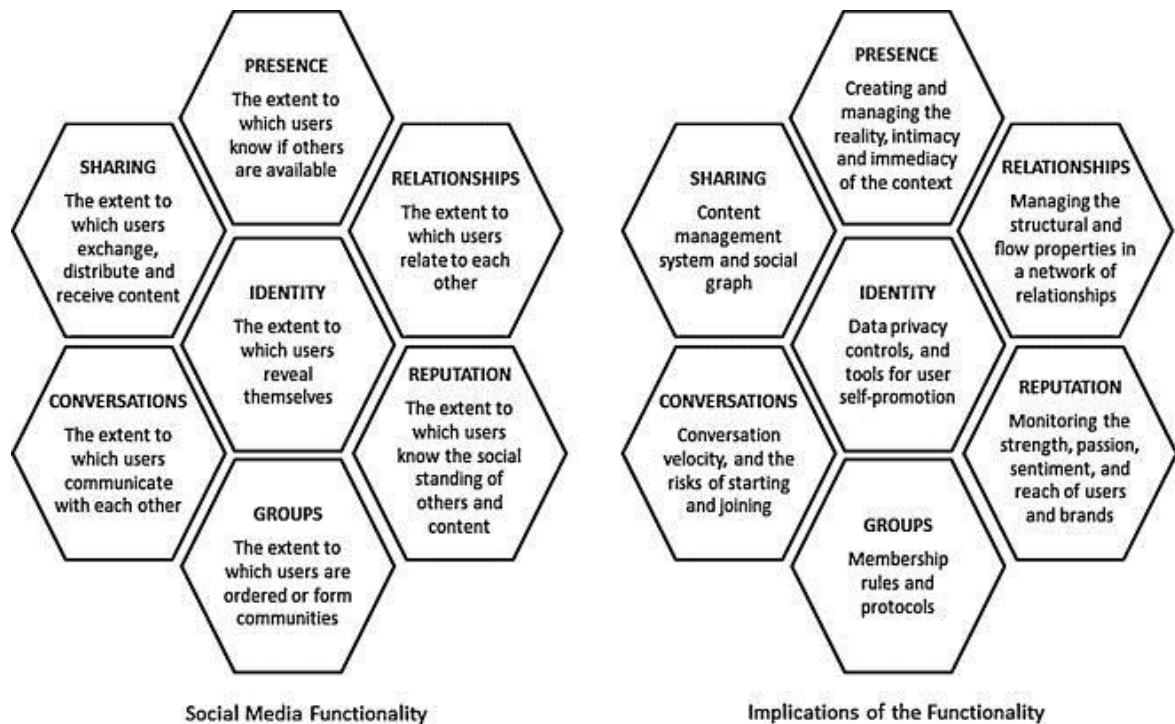 PRESENCE
The extent to
which users
know if others
are available
SHARING
The extent to
which users
exchange,
distribute and
receive content
RELATIONSHIPS
The extent to
which users
relate to each
other
IDENTITY
The extent to
which users
reveal
themselves
CONVERSATIONS
The extent to
which users
communicate
with each other
REPUTATION
The extent to
which users
know the social
standing of
others and
content
GROUPS
The extent to
which users are
ordered or form
communities
Social Media Functionality
PRESENCE
Creating and
managing the
reality, intimacy
and immediacy
of the context
SHARING
Content
management
system and social
graph
RELATIONSHIPS
Managing the
structural and
flow properties in
a network of
relationships
IDENTITY
Data privacy
controls, and
tools for user
self-promotion
CONVERSATIONS
Conversation
velocity, and the
risks of starting
and joining
REPUTATION
Monitoring the
strength, passion,
sentiment, and
reach of users
and brands
GROUPS
Membership
rules and
protocols
Implications of the Functionality